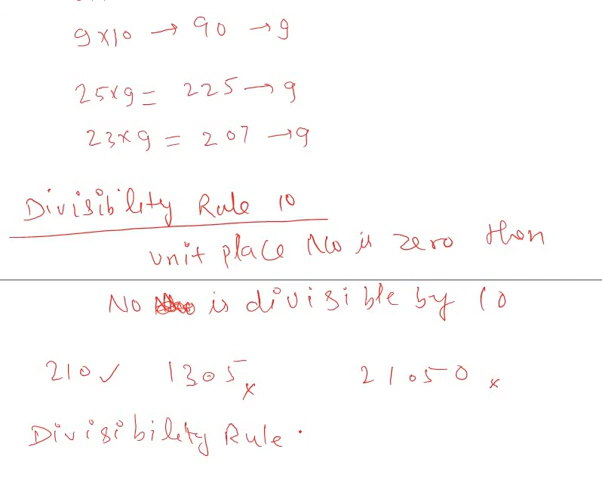 9×10 → 90 → 9
25×9 = 225 → 9
23×9 = 207 → 9
Divisibility Rule 10
unit place No is zero then
No is divisible by 10
210 ✓ 1305 × 21050 ×
Divisibility Rule .